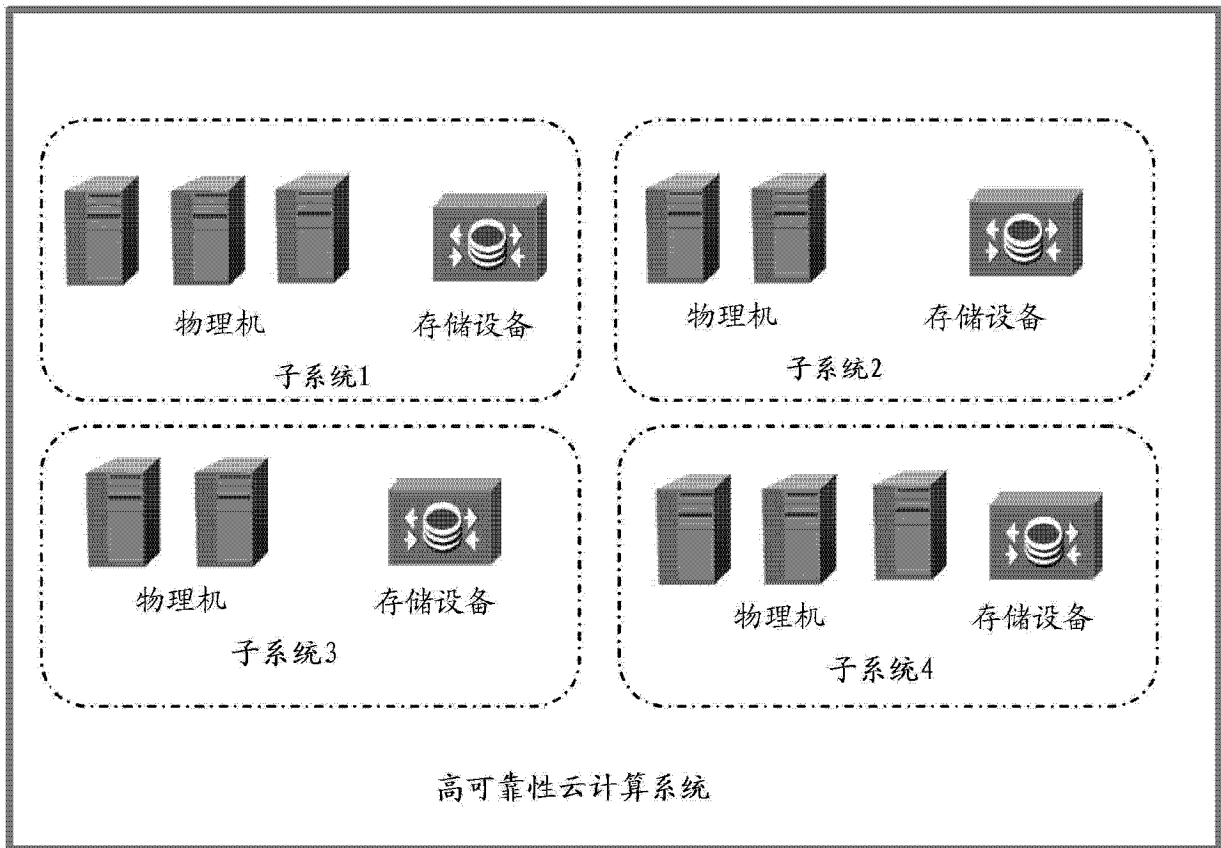 物理机
存储设备
子系统1
物理机
存储设备
子系统2
物理机
存储设备
子系统3
物理机
存储设备
子系统4
高可靠性云计算系统